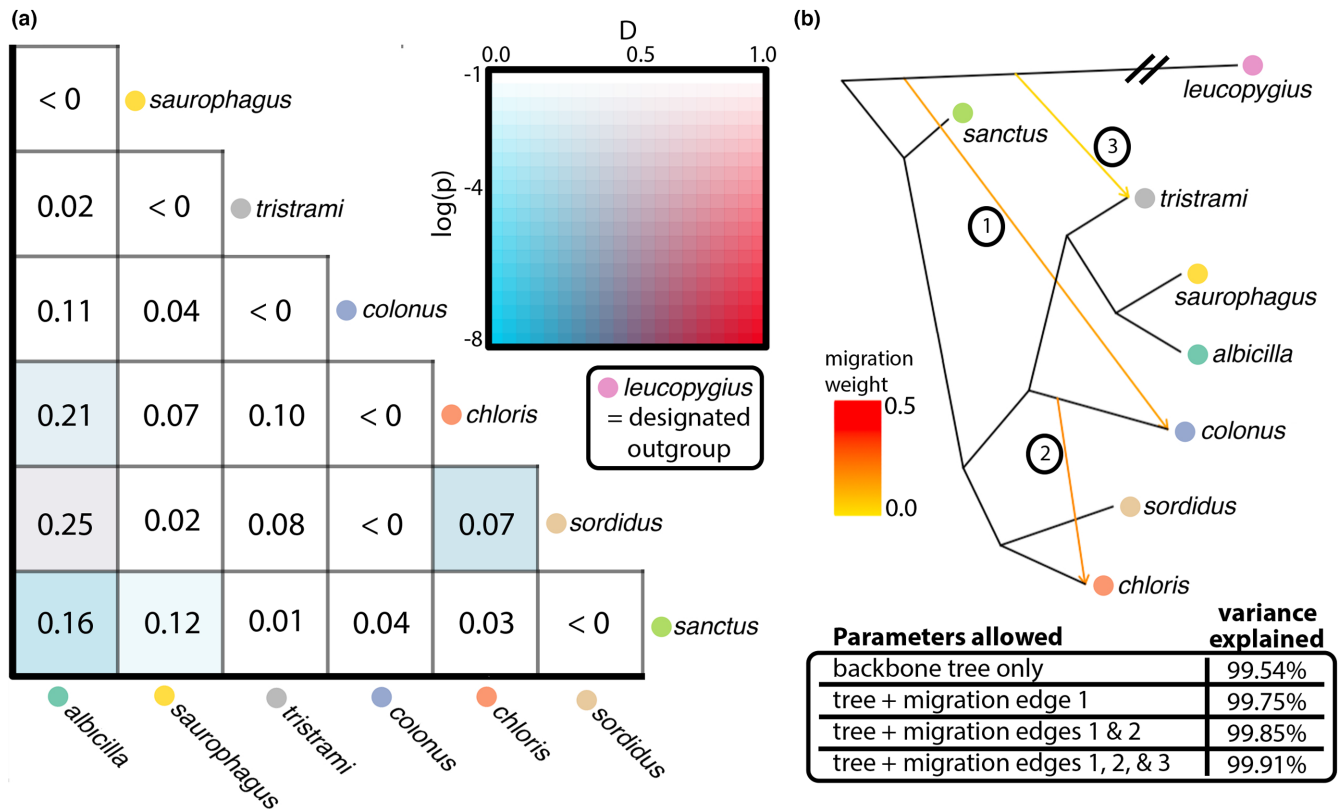 (a)
D
0.0 0.5 1.0
-1
-4
-8
log(p)
< 0 saurophagus
0.02 < 0 tristrami
0.11 0.04 < 0 colonus
0.21 0.07 0.10 < 0 chloris
0.25 0.02 0.08 < 0 0.07 sordidus
0.16 0.12 0.01 0.04 0.03 < 0 sanctus
albicilla
saurophagus
tristrami
colonus
chloris
sordidus
leucopygius
= designated
outgroup
(b)
leucopygius
sanctus
3
tristrami
1
saurophagus
albicilla
migration
weight
0.5
0.0
colonus
2
sordidus
chloris
Parameters allowed
variance
explained
backbone tree only 99.54%
tree + migration edge 1 99.75%
tree + migration edges 1 & 2 99.85%
tree + migration edges 1, 2, & 3 99.91%